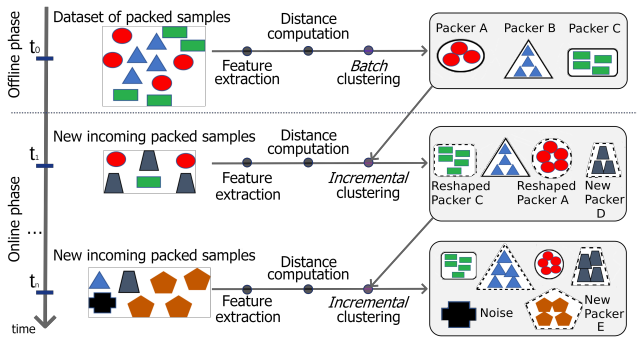 Offline phase
Online phase
t0
Dataset of packed samples
Distance
computation
Feature
extraction
Batch
clustering
Packer A
Packer B
Packer C
t1
New incoming packed samples
Distance
computation
Feature
extraction
Incremental
clustering
Reshaped
Packer C
Reshaped
Packer A
New
Packer
D
...
New incoming packed samples
tn
Distance
computation
Feature
extraction
Incremental
clustering
Noise
New
Packer
E
time